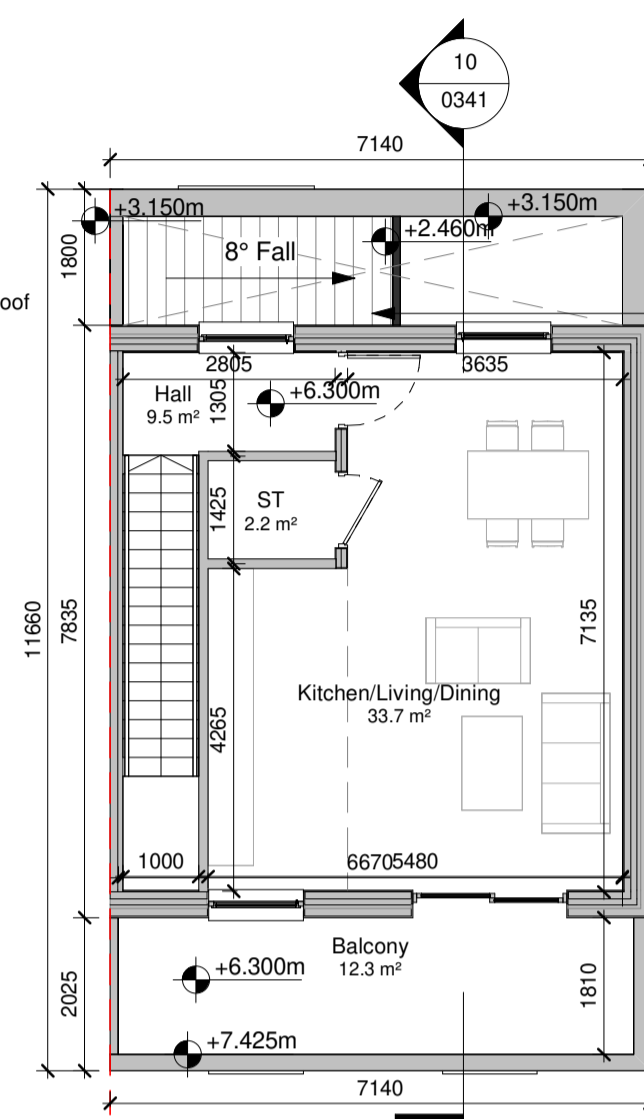 10
0341
7140
+3.150m
+3.150m
+2.460m
1800
8° Fall
oof
2805
3635
Hall
9.5 m²
1305
+6.300m
ST
2.2 m²
1425
11660
7835
7135
Kitchen/Living/Dining
33.7 m²
4265
1000
6670
5480
Balcony
12.3 m²
+6.300m
2025
1810
+7.425m
7140